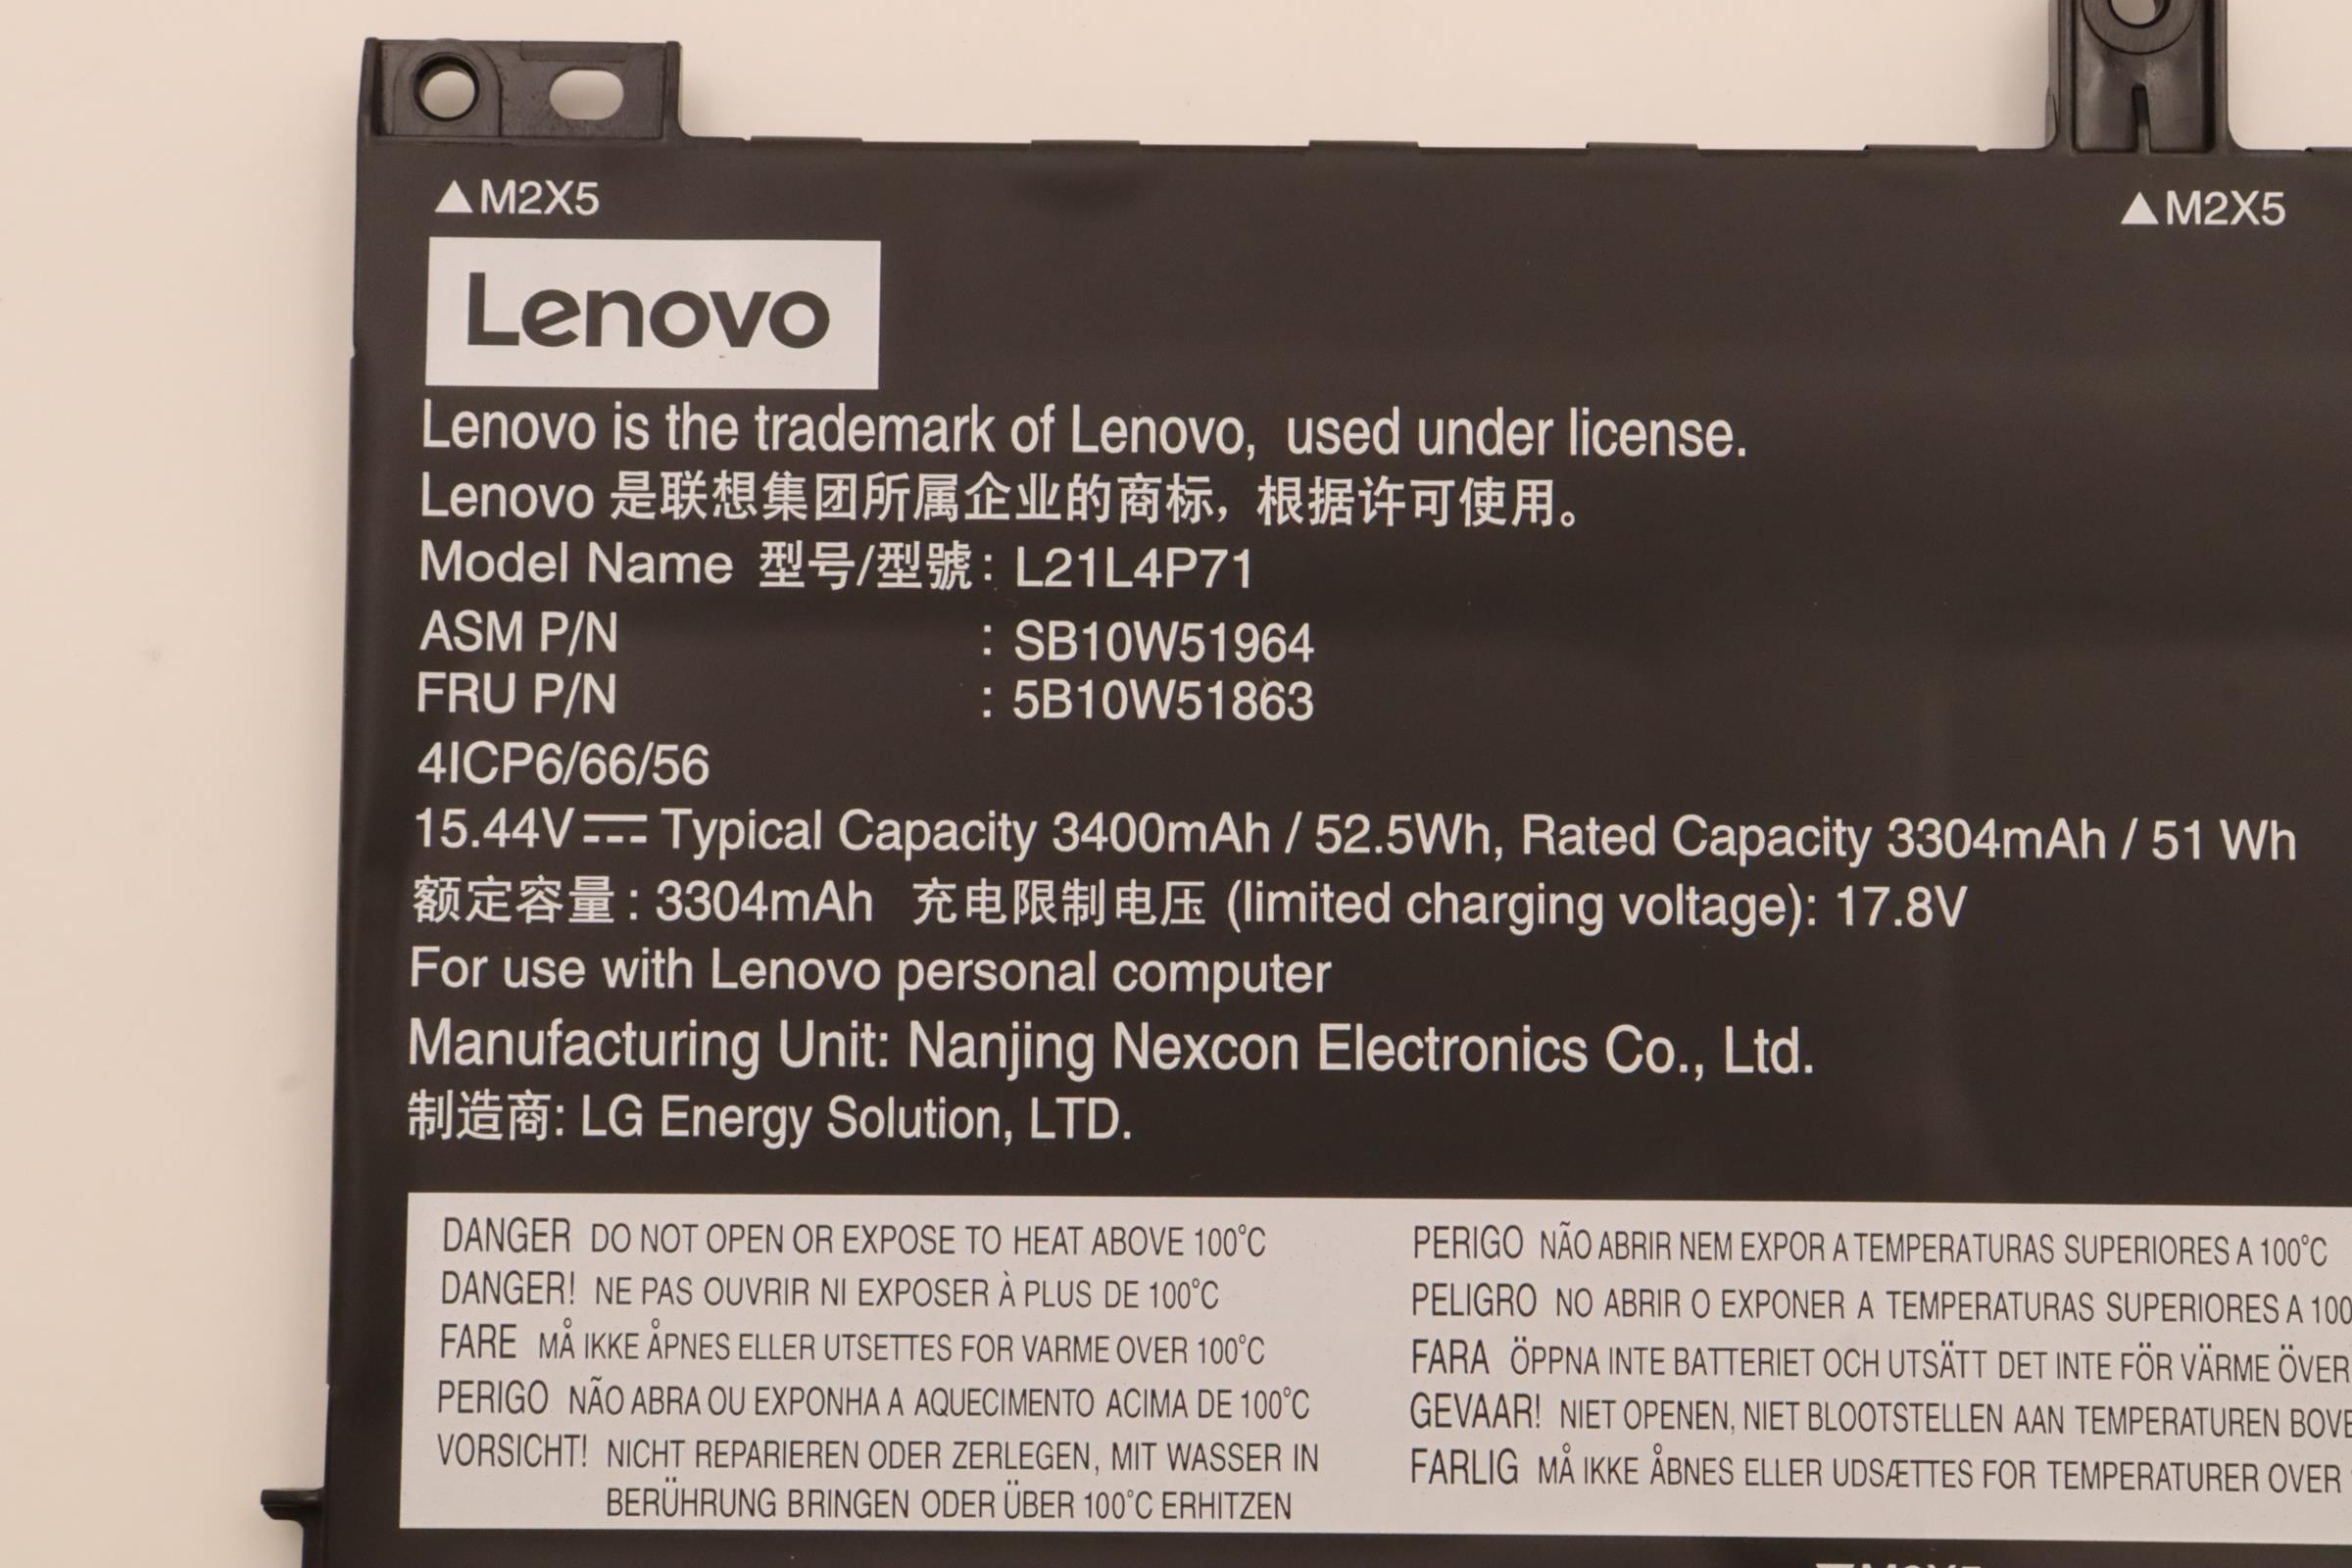 ▲M2X5
▲M2X5
Lenovo
Lenovo is the trademark of Lenovo, used under license.
Lenovo 是联想集团所属企业的商标，根据许可使用。
Model Name 型号/型號: L21L4P71
ASM P/N : SB10W51964
FRU P/N : 5B10W51863
4ICP6/66/56
15.44V⎓ Typical Capacity 3400mAh / 52.5Wh, Rated Capacity 3304mAh / 51 Wh
额定容量: 3304mAh 充电限制电压 (limited charging voltage): 17.8V
For use with Lenovo personal computer
Manufacturing Unit: Nanjing Nexcon Electronics Co., Ltd.
制造商: LG Energy Solution, LTD.
DANGER DO NOT OPEN OR EXPOSE TO HEAT ABOVE 100°C
DANGER! NE PAS OUVRIR NI EXPOSER À PLUS DE 100°C
FARE MÅ IKKE ÅPNES ELLER UTSETTES FOR VARME OVER 100°C
PERIGO NÃO ABRA OU EXPONHA A AQUECIMENTO ACIMA DE 100°C
VORSICHT! NICHT REPARIEREN ODER ZERLEGEN, MIT WASSER IN
BERÜHRUNG BRINGEN ODER ÜBER 100°C ERHITZEN
PERIGO NÃO ABRIR NEM EXPOR A TEMPERATURAS SUPERIORES A 100°C
PELIGRO NO ABRIR O EXPONER A TEMPERATURAS SUPERIORES A 100
FARA ÖPPNA INTE BATTERIET OCH UTSÄTT DET INTE FÖR VÄRME ÖVER
GEVAAR! NIET OPENEN, NIET BLOOTSTELLEN AAN TEMPERATUREN
FARLIG MÅ IKKE ÅBNES ELLER UDSÆTTES FOR TEMPERATURER OVER